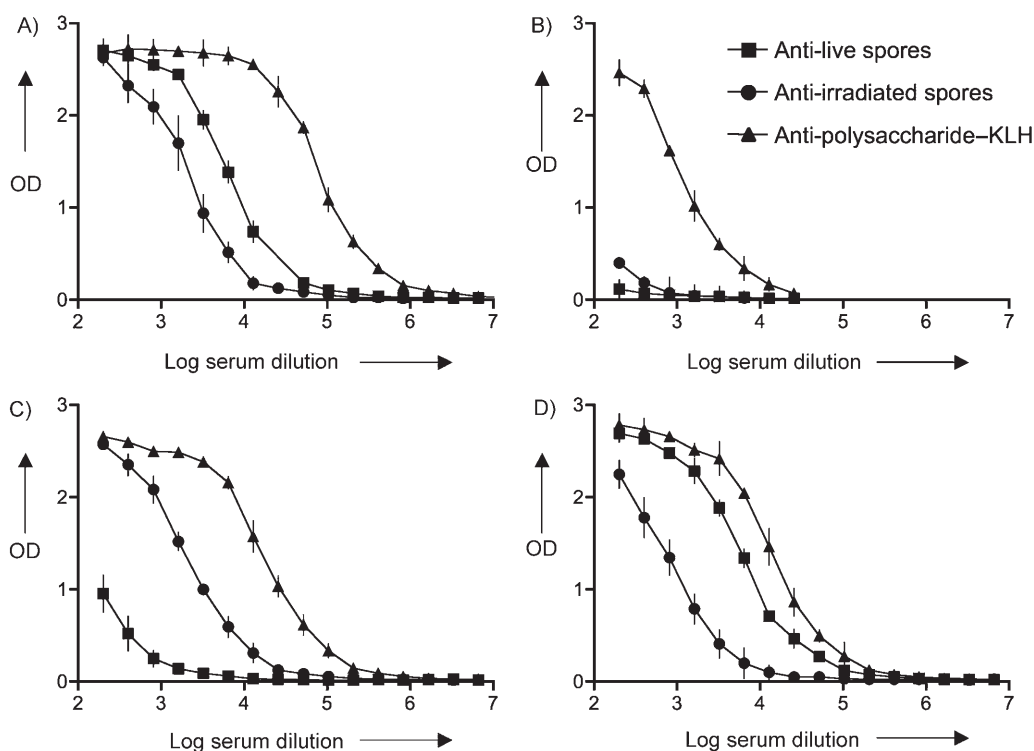 A)
3
2
OD
1
0
2 3 4 5 6 7
Log serum dilution
B)
3
2
OD
1
0
2 3 4 5 6 7
Log serum dilution
Anti-live spores
Anti-irradiated spores
Anti-polysaccharide–KLH
C)
3
2
OD
1
0
2 3 4 5 6 7
Log serum dilution
D)
3
2
OD
1
0
2 3 4 5 6 7
Log serum dilution